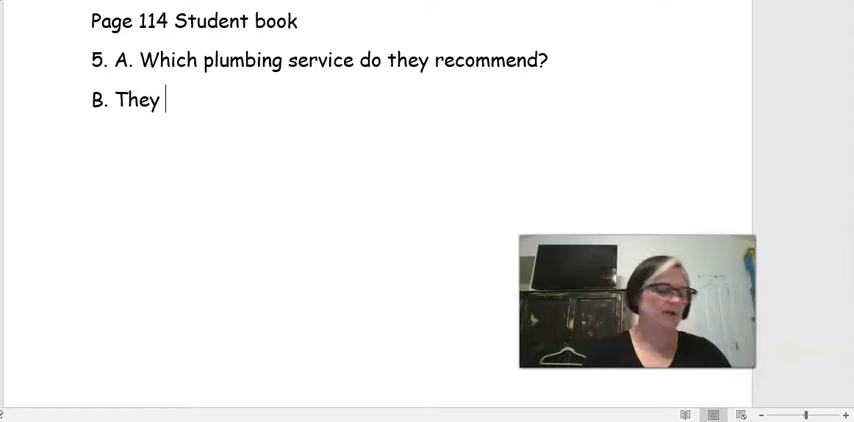 Page 114 Student book
5. A. Which plumbing service do they recommend?
B. They